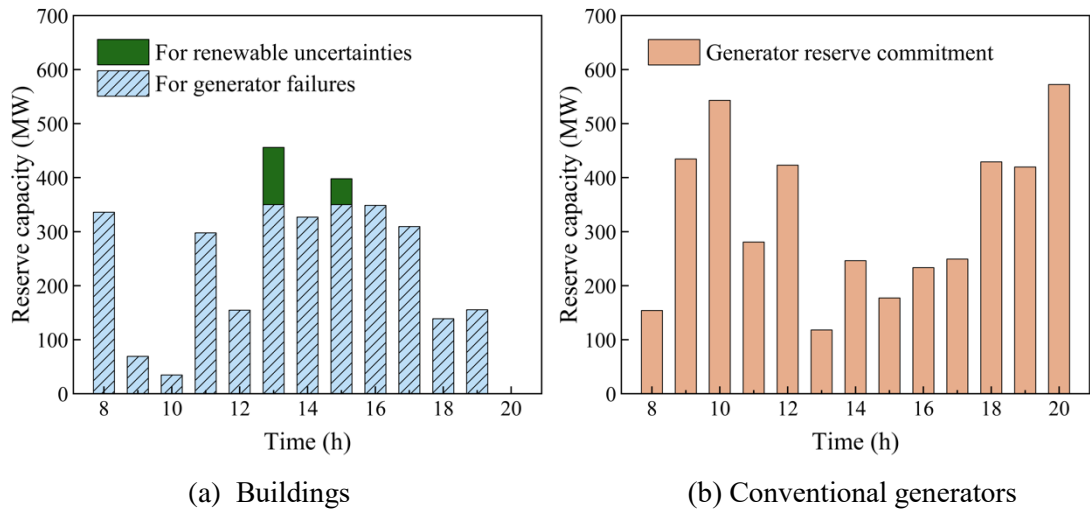 700
600
500
400
300
200
100
0
Reserve capacity (MW)
For renewable uncertainties
For generator failures
8 10 12 14 16 18 20
Time (h)
(a) Buildings
700
600
500
400
300
200
100
0
Reserve capacity (MW)
Generator reserve commitment
8 10 12 14 16 18 20
Time (h)
(b) Conventional generators